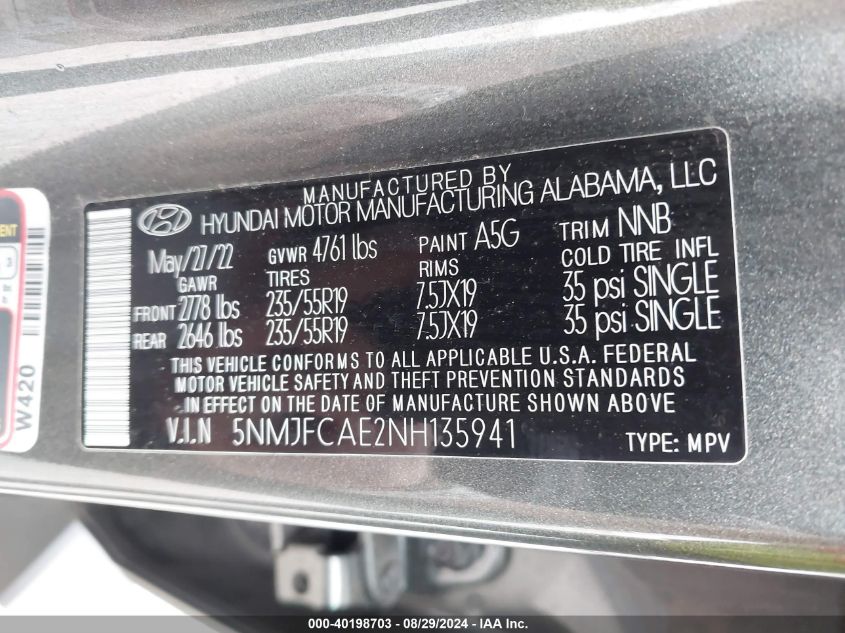 MANUFACTURED BY
HYUNDAI MOTOR MANUFACTURING ALABAMA, LLC
May/27/22 GVWR 4761 lbs PAINT A5G TRIM NNB
GAWR TIRES RIMS COLD TIRE INFL
FRONT 2778 lbs 235/55R19 7.5JX19 35 psi SINGLE
REAR 2646 lbs 235/55R19 7.5JX19 35 psi SINGLE
THIS VEHICLE CONFORMS TO ALL APPLICABLE U.S.A. FEDERAL
MOTOR VEHICLE SAFETY AND THEFT PREVENTION STANDARDS
IN EFFECT ON THE DATE OF MANUFACTURE SHOWN ABOVE
V.I.N 5NMJFCAE2NH135941 TYPE: MPV
W420
3
000-40198703 - 08/29/2024 - IAA Inc.